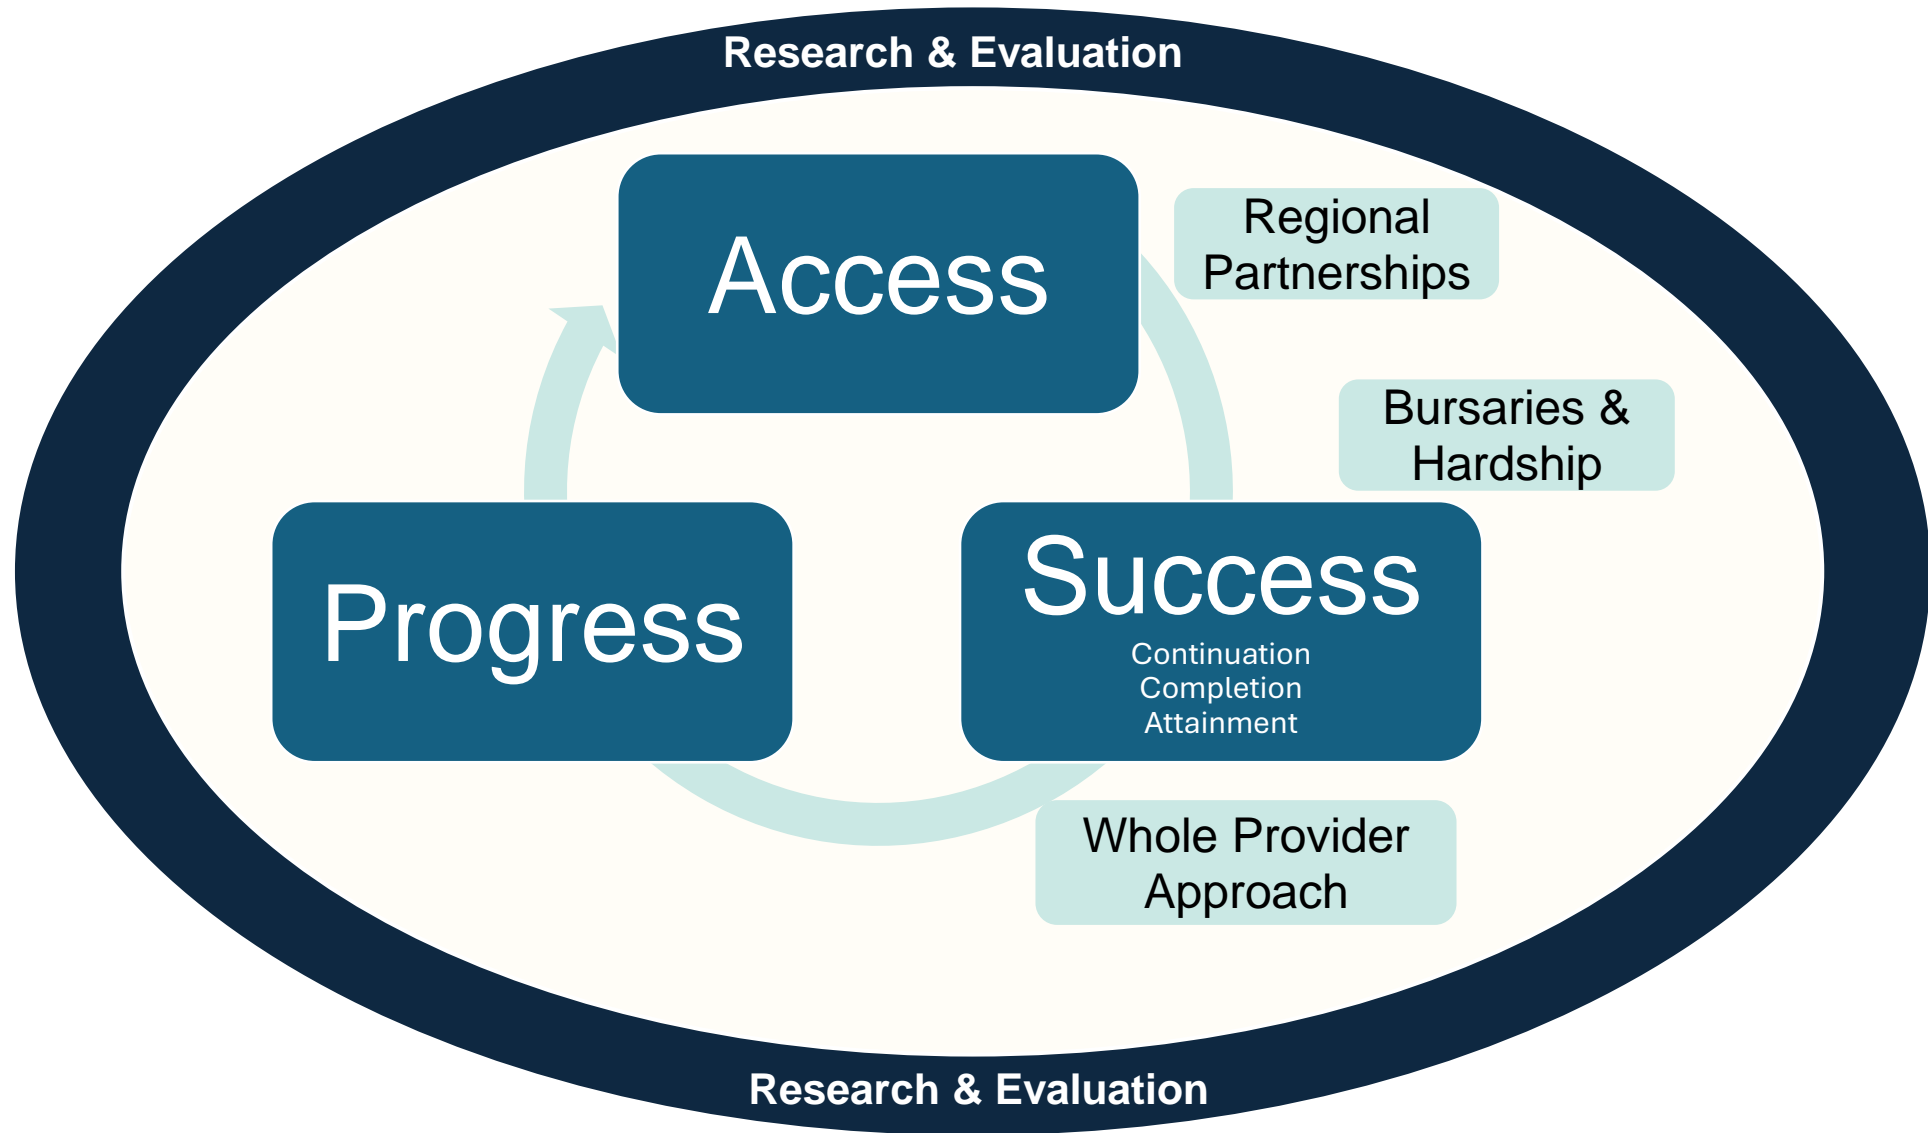 Research & Evaluation
Access
Regional
Partnerships
Bursaries &
Hardship
Progress
Success
Continuation
Completion
Attainment
Whole Provider
Approach
Research & Evaluation